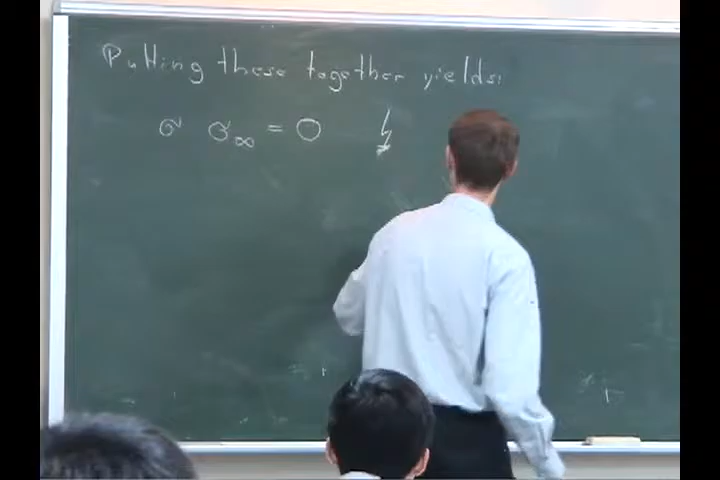 Putting these together yields:
σ σ∞ = 0 ↯